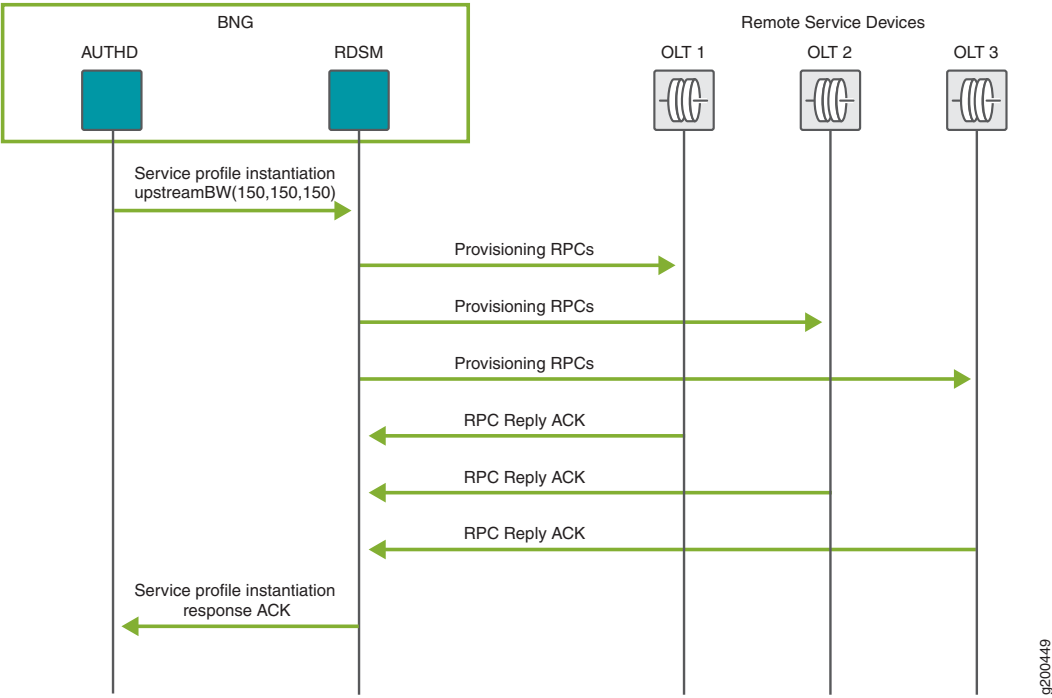 BNG
Remote Service Devices
AUTHD
RDSM
OLT 1
OLT 2
OLT 3
Service profile instantiation
upstreamBW(150,150,150)
Provisioning RPCs
Provisioning RPCs
Provisioning RPCs
RPC Reply ACK
RPC Reply ACK
RPC Reply ACK
Service profile instantiation
response ACK
g200449